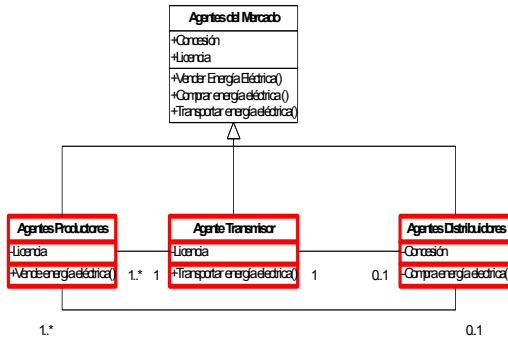 Agentes del Mercado
+Concesión
+Licencia
+Vender Energía Eléctrica()
+Comprar energía eléctrica ()
+Transportar energía eléctrica()
Agentes Productores
-Licencia
+Vende energía eléctrica()
Agente Transmisor
-Licencia
+Transportar energía electrica()
Agentes Distribuidores
-Concesión
-Compra energía electrica()
1..* 1
1 0..1
1..* 0..1